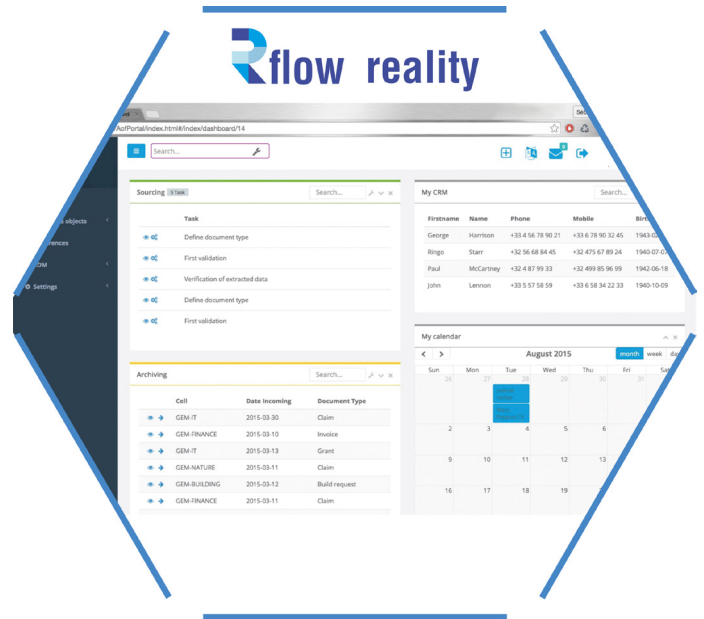 Rflow reality
AofPortal/index.html#/index/dashboard/14
Search...
Sourcing 5 Task Search...
Task
Define document type
First validation
Verification of extracted data
Define document type
First validation
Archiving Search...
Cell Date Incoming Document Type
GEM-IT 2015-03-30 Claim
GEM-FINANCE 2015-03-10 Invoice
GEM-IT 2015-03-13 Grant
GEM-NATURE 2015-03-11 Claim
GEM-BUILDING 2015-03-12 Build request
GEM-FINANCE 2015-03-11 Claim
objects
Settings
My CRM Search...
Firstname Name Phone Mobile
George Harrison +33 4 56 78 90 21 +33 6 78 90 32 45 1943-02
Ringo Starr +32 56 68 84 45 +32 475 67 89 24 1940-07-07
Paul McCartney +32 4 87 99 33 +32 499 85 96 99 1942-06-18
John Lennon +33 5 57 58 59 +33 6 58 34 22 33 1940-10-09
My calendar
August 2015 month week
Sun Mon Tue Wed Thu Fri Sat
26 27 28 29 30 31
2 3 4 5 6
9 10 11 12 13
16 17 18 19